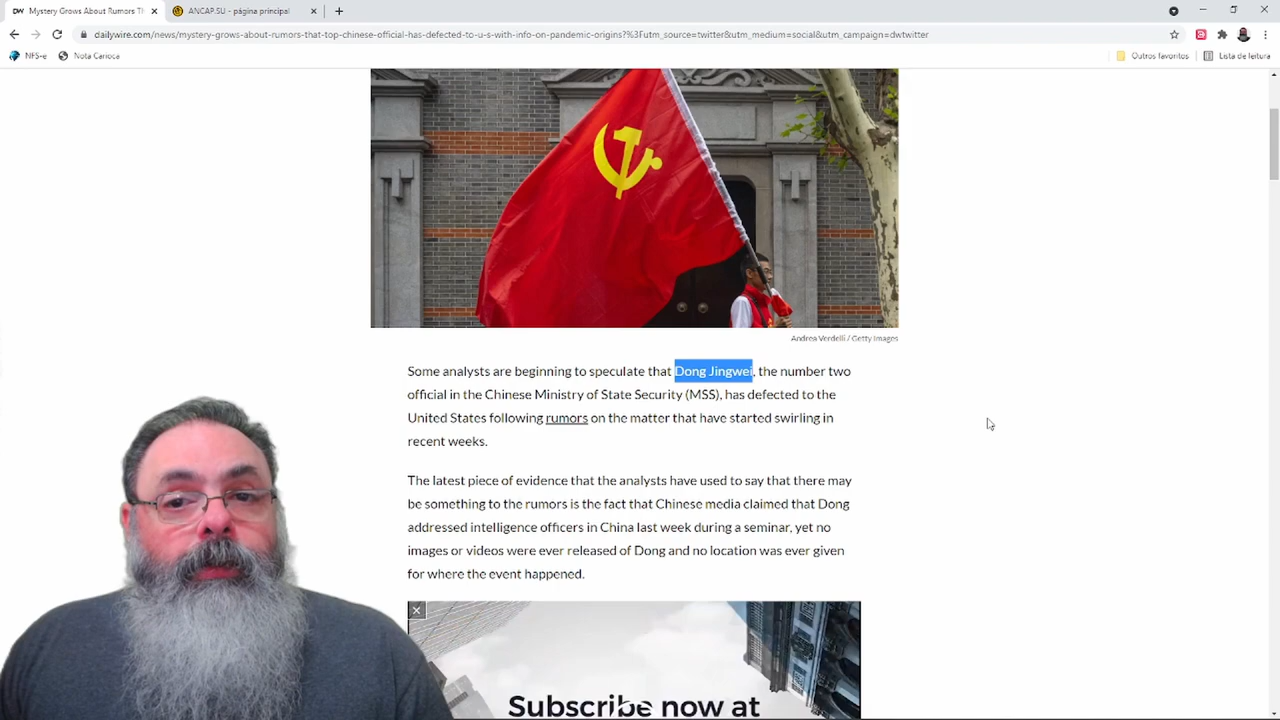 Mystery Grows About Rumors Th
ANCAP.SU - página principal
dailywire.com/news/mystery-grows-about-rumors-that-top-chinese-official-has-defected-to-u-s-with-info-on-pandemic-origins?%3Futm_source=twitter&utm_medium=social&utm_campaign=dwtwitter
NFS-e
Nota Carioca
Outros favoritos
Lista de leitura
Andrea Verdelli / Getty Images
Some analysts are beginning to speculate that Dong Jingwei, the number two
official in the Chinese Ministry of State Security (MSS), has defected to the
United States following rumors on the matter that have started swirling in
recent weeks.
The latest piece of evidence that the analysts have used to say that there may
be something to the rumors is the fact that Chinese media claimed that Dong
addressed intelligence officers in China last week during a seminar, yet no
images or videos were ever released of Dong and no location was ever given
for where the event happened.
Subscribe now at